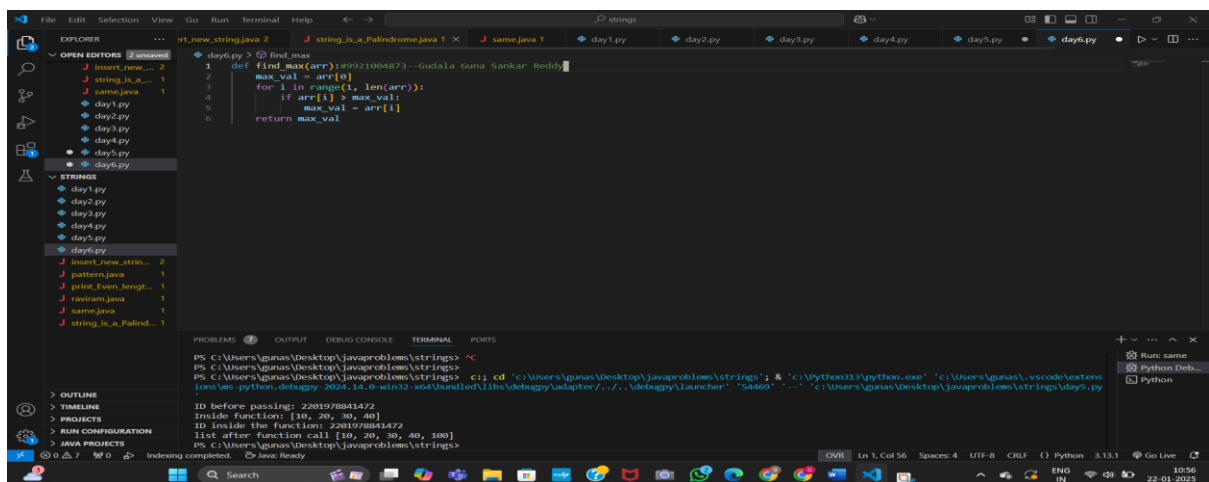 File Edit Selection View Go Run Terminal Help
strings
EXPLORER
OPEN EDITORS 2 unsaved
insert_new_... 2
string_is_a_... 1
same.java 1
day1.py
day2.py
day3.py
day4.py
day5.py
day6.py
STRINGS
day1.py
day2.py
day3.py
day4.py
day5.py
day6.py
insert_new_strin... 2
pattern.java 1
print_Even_lengt... 1
raviram.java 1
same.java 1
string_is_a_Palind... 1
OUTLINE
TIMELINE
PROJECTS
RUN CONFIGURATION
JAVA PROJECTS
ert_new_string.java 2 string_is_a_Palindrome.java 1 same.java 1 day1.py day2.py day3.py day4.py day5.py day6.py
day6.py > find_max
1 def find_max(arr):#9921004873--Gudala Guna Sankar Reddy
2 max_val = arr[0]
3 for i in range(1, len(arr)):
4 if arr[i] > max_val:
5 max_val = arr[i]
6 return max_val
PROBLEMS 7 OUTPUT DEBUG CONSOLE TERMINAL PORTS
PS C:\Users\gunas\Desktop\javaproblems\strings> ^C
PS C:\Users\gunas\Desktop\javaproblems\strings>
PS C:\Users\gunas\Desktop\javaproblems\strings> c:; cd 'c:\Users\gunas\Desktop\javaproblems\strings'; & 'c:\Python313\python.exe' 'c:\Users\gunas\.vscode\extens
ions\ms-python.debugpy-2024.14.0-win32-x64\bundled\libs\debugpy\adapter/../..\debugpy\launcher' '54469' '--' 'c:\Users\gunas\Desktop\javaproblems\strings\day5.py
'
ID before passing: 2201978841472
Inside function: [10, 20, 30, 40]
ID inside the function: 2201978841472
list after function call [10, 20, 30, 40, 100]
PS C:\Users\gunas\Desktop\javaproblems\strings>
Run: same
Python Deb...
Python
0 7 0 Indexing completed. Java: Ready OVR Ln 1, Col 56 Spaces: 4 UTF-8 CRLF {} Python 3.13.1 Go Live
Search
ENG
IN
10:56
22-01-2025